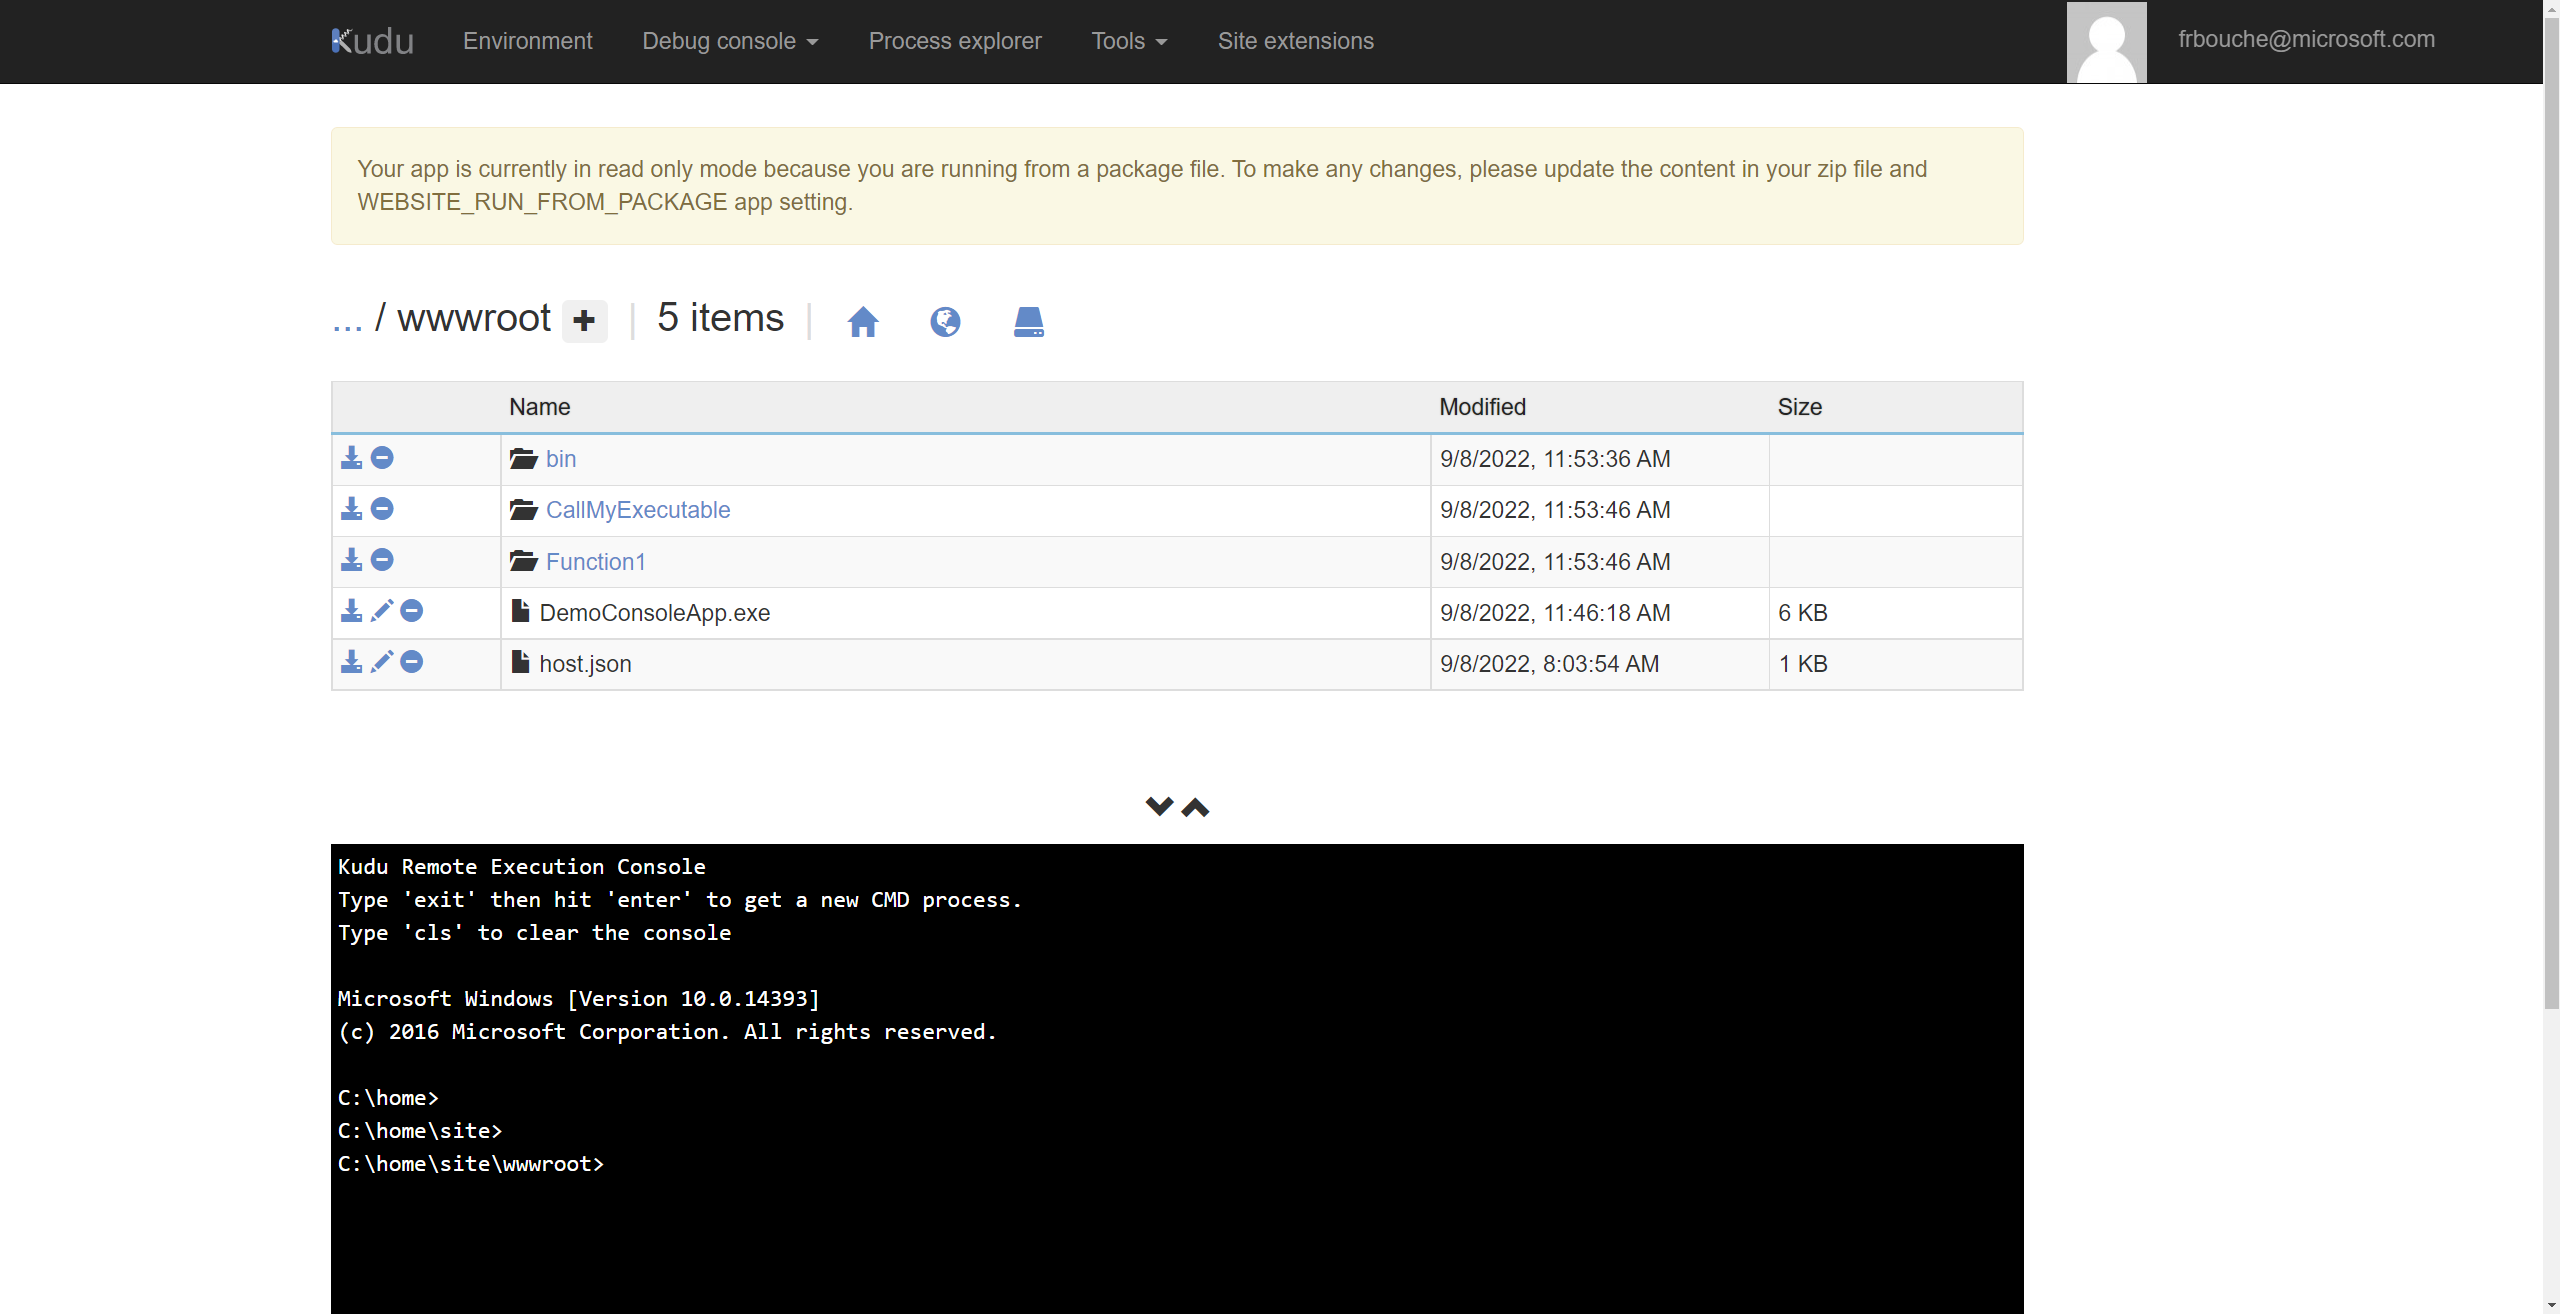 Kudu Environment Debug console Process explorer Tools Site extensions frbouche@microsoft.com
Your app is currently in read only mode because you are running from a package file. To make any changes, please update the content in your zip file and
WEBSITE_RUN_FROM_PACKAGE app setting.
... / wwwroot + | 5 items |
Name Modified Size
bin 9/8/2022, 11:53:36 AM
CallMyExecutable 9/8/2022, 11:53:46 AM
Function1 9/8/2022, 11:53:46 AM
DemoConsoleApp.exe 9/8/2022, 11:46:18 AM 6 KB
host.json 9/8/2022, 8:03:54 AM 1 KB
Kudu Remote Execution Console
Type 'exit' then hit 'enter' to get a new CMD process.
Type 'cls' to clear the console
Microsoft Windows [Version 10.0.14393]
(c) 2016 Microsoft Corporation. All rights reserved.
C:\home>
C:\home\site>
C:\home\site\wwwroot>